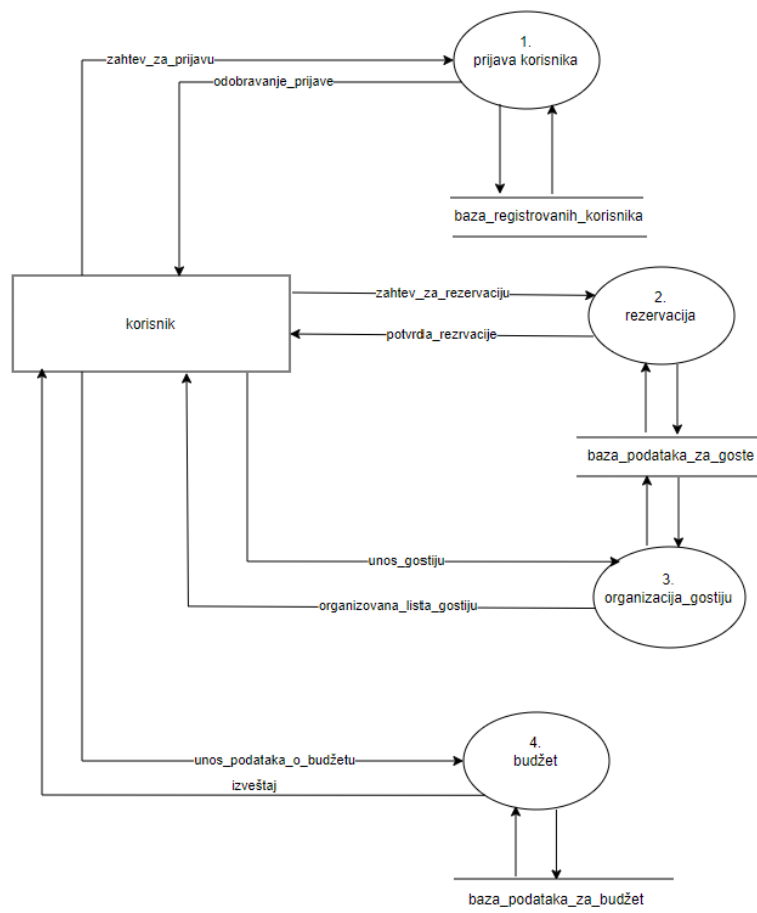 1.
prijava korisnika
zahtev_za_prijavu
odobravanje_prijave
baza_registrovanih_korisnika
korisnik
zahtev_za_rezervaciju
2.
rezervacija
potvrda_rezrvacije
baza_podataka_za_goste
unos_gostiju
3.
organizacija_gostiju
organizovana_lista_gostiju
4.
budžet
unos_podataka_o_budžetu
izveštaj
baza_podataka_za_budžet